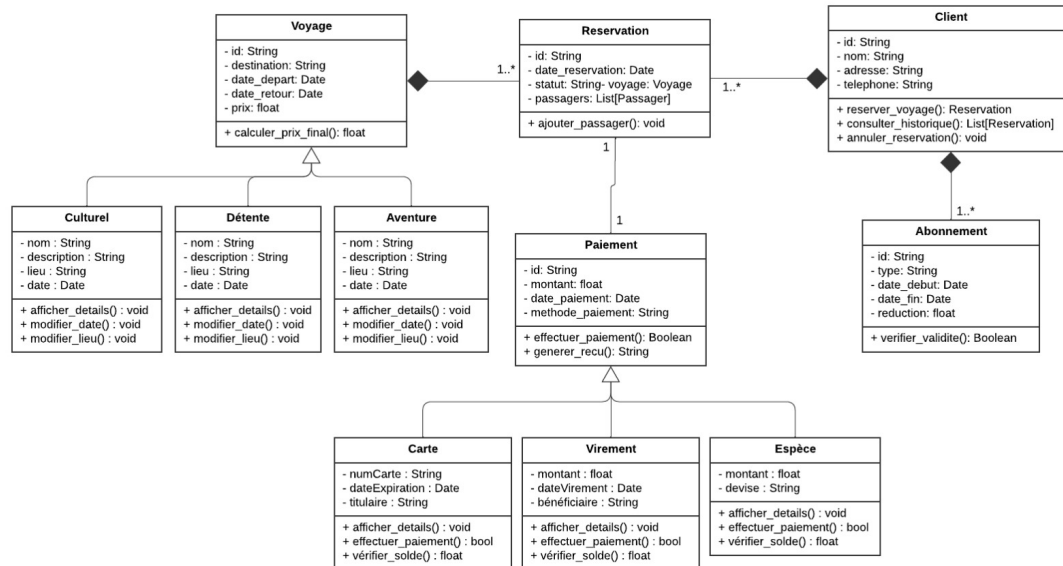 Voyage
- id: String
- destination: String
- date_depart: Date
- date_retour: Date
- prix: float
+ calculer_prix_final(): float
1..*
Reservation
- id: String
- date_reservation: Date
- statut: String- voyage: Voyage
- passagers: List[Passager]
+ ajouter_passager(): void
1..*
Client
- id: String
- nom: String
- adresse: String
- telephone: String
+ reserver_voyage(): Reservation
+ consulter_historique(): List[Reservation]
+ annuler_reservation(): void
1
1
1..*
Culturel
- nom : String
- description : String
- lieu : String
- date : Date
+ afficher_details() : void
+ modifier_date() : void
+ modifier_lieu() : void
Détente
- nom : String
- description : String
- lieu : String
- date : Date
+ afficher_details() : void
+ modifier_date() : void
+ modifier_lieu() : void
Aventure
- nom : String
- description : String
- lieu : String
- date : Date
+ afficher_details() : void
+ modifier_date() : void
+ modifier_lieu() : void
Paiement
- id: String
- montant: float
- date_paiement: Date
- methode_paiement: String
+ effectuer_paiement(): Boolean
+ generer_recu(): String
Abonnement
- id: String
- type: String
- date_debut: Date
- date_fin: Date
- reduction: float
+ verifier_validite(): Boolean
Carte
- numCarte : String
- dateExpiration : Date
- titulaire : String
+ afficher_details() : void
+ effectuer_paiement() : bool
+ vérifier_solde() : float
Virement
- montant : float
- dateVirement : Date
- bénéficiaire : String
+ afficher_details() : void
+ effectuer_paiement() : bool
+ vérifier_solde() : float
Espèce
- montant : float
- devise : String
+ afficher_details() : void
+ effectuer_paiement() : bool
+ vérifier_solde() : float